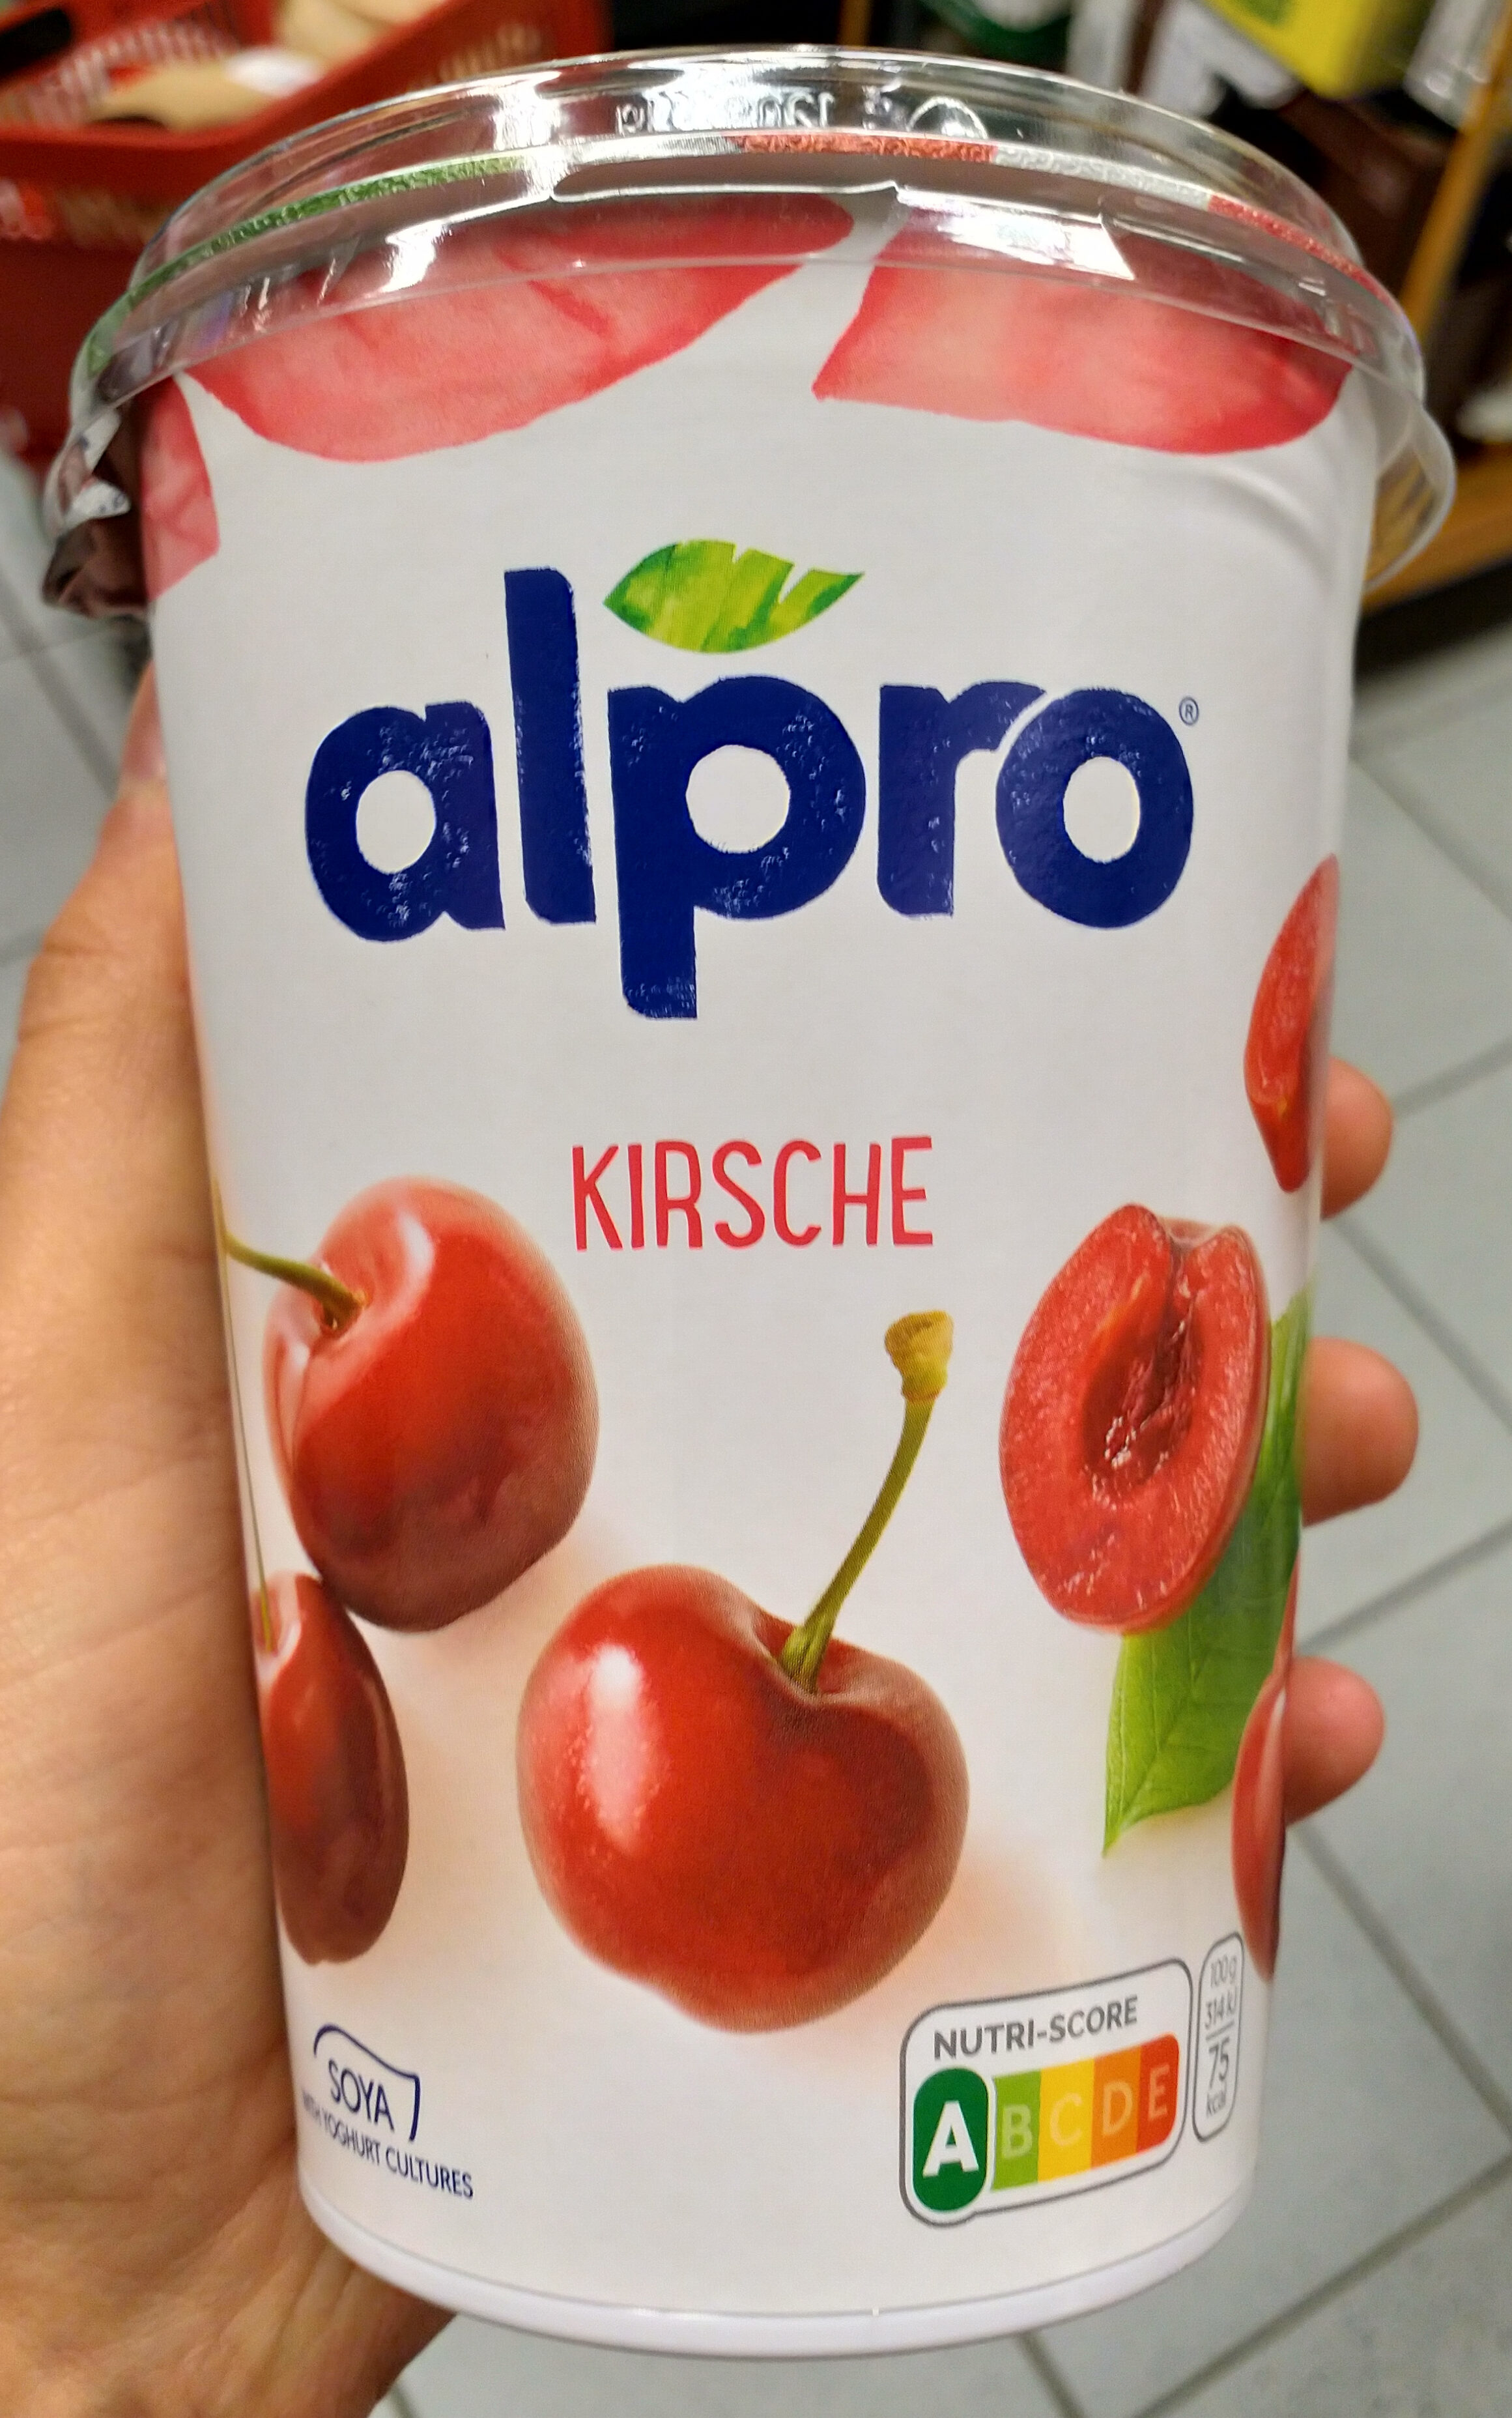 alpro®
KIRSCHE
SOYA
WITH YOGHURT CULTURES
NUTRI-SCORE
A B C D E
100g
314 kJ
75
kcal